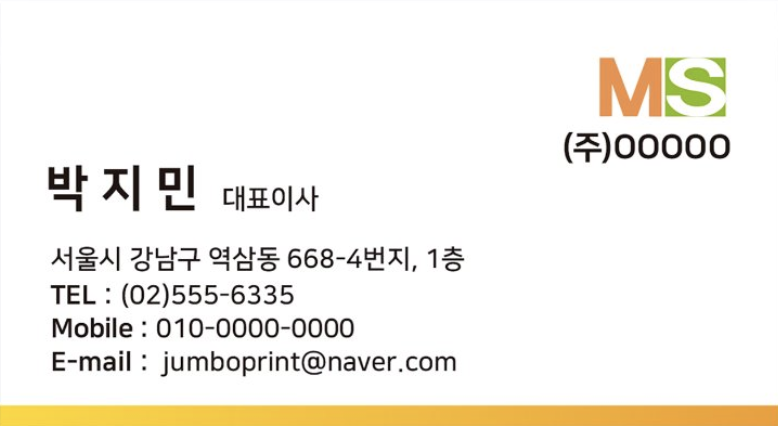 MS
(주)OOOOO
박지민 대표이사
서울시 강남구 역삼동 668-4번지, 1층
TEL : (02)555-6335
Mobile : 010-0000-0000
E-mail : jumboprint@naver.com